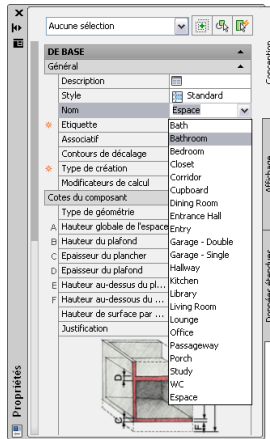 Aucune sélection
DE BASE
Général
Description
Style Standard
Nom Espace
Etiquette
Associatif
Contours de décalage
Type de création
Modificateurs de calcul
Cotes du composant
Type de géométrie
A Hauteur globale de l'espace
B Hauteur du plafond
C Epaisseur du plancher
D Epaisseur du plafond
E Hauteur au-dessus du pl...
F Hauteur au-dessous du ...
Hauteur de surface par ...
Justification
Bath
Bathroom
Bedroom
Closet
Corridor
Cupboard
Dining Room
Entrance Hall
Entry
Garage - Double
Garage - Single
Hallway
Kitchen
Library
Living Room
Lounge
Office
Passageway
Porch
Study
WC
Espace
D
C
F
Propriétés
Conception
Affichage
Données étendues